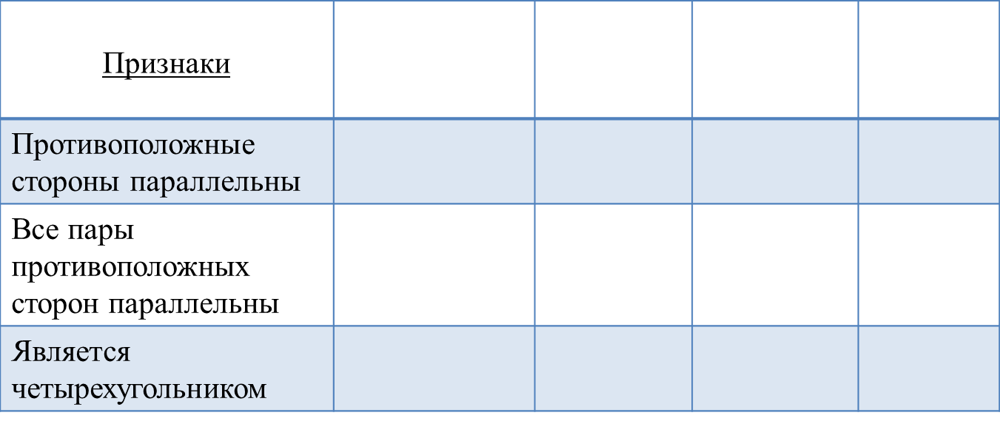 Признаки
Противоположные
стороны параллельны
Все пары
противоположных
сторон параллельны
Является
четырехугольником